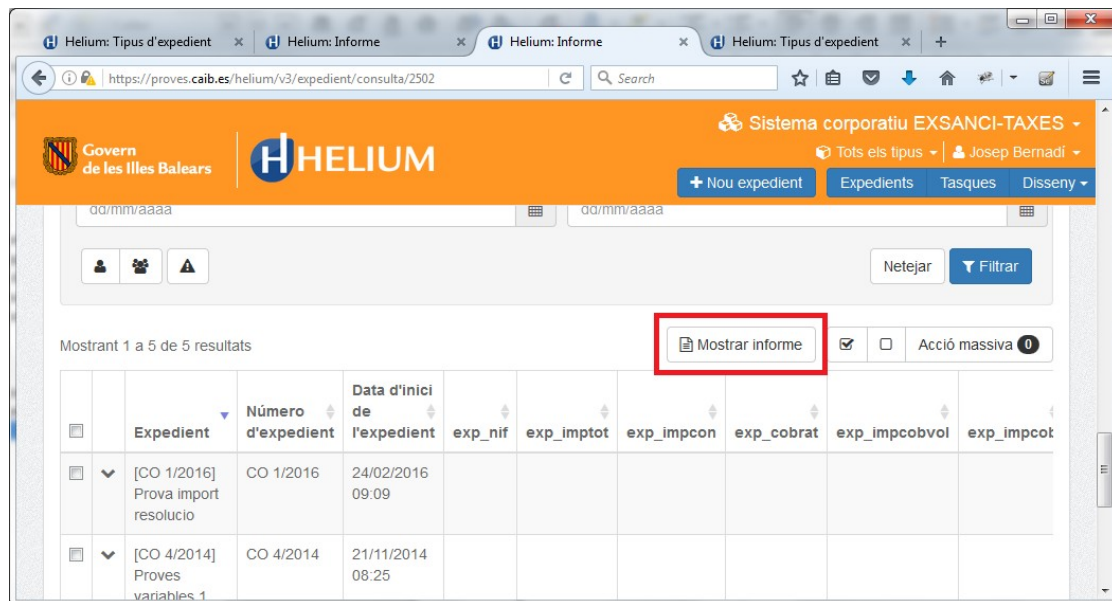 Helium: Tipus d'expedient
Helium: Informe
Helium: Informe
Helium: Tipus d'expedient
https://proves.caib.es/helium/v3/expedient/consulta/2502
Search
Govern
de les Illes Balears
HELIUM
Sistema corporatiu EXSANCI-TAXES
Tots els tipus
Josep Bernadí
Nou expedient
Expedients Tasques Disseny
dd/mm/aaaa dd/mm/aaaa
Netejar Filtrar
Mostrant 1 a 5 de 5 resultats
Mostrar informe
Acció massiva 0
Expedient
Número
d'expedient
Data d'inici
de
l'expedient
exp_nif
exp_imptot
exp_impcon
exp_cobrat
exp_impcobvol
exp_impcob
[CO 1/2016]
Prova import
resolucio
CO 1/2016
24/02/2016
09:09
[CO 4/2014]
Proves
variables 1
CO 4/2014
21/11/2014
08:25